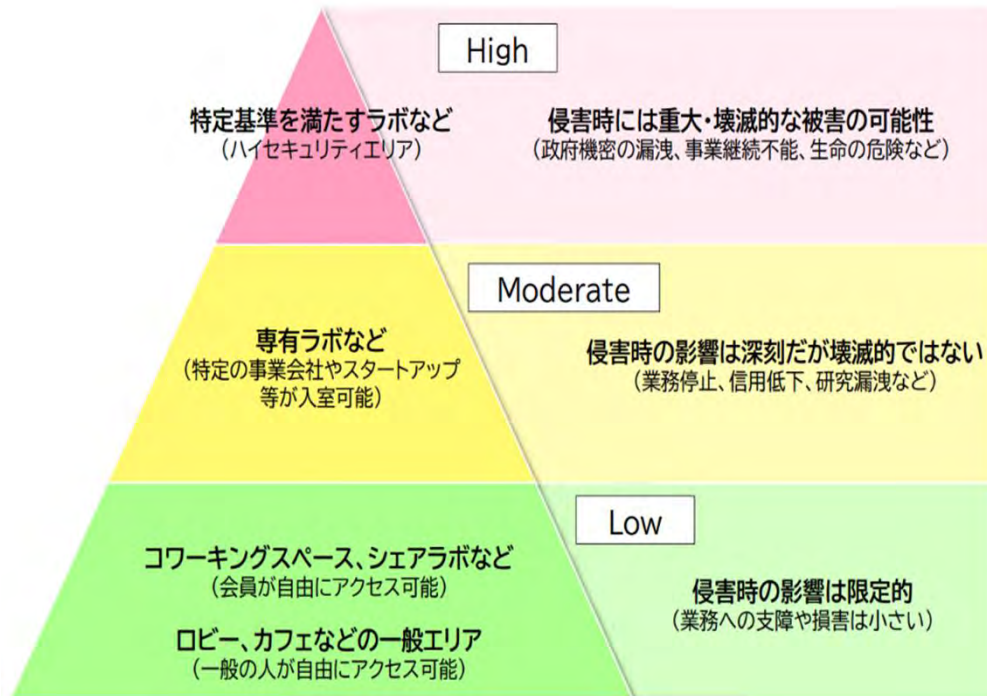 High
特定基準を満たすラボなど
（ハイセキュリティエリア）
侵害時には重大・壊滅的な被害の可能性
（政府機密の漏洩、事業継続不能、生命の危険など）
Moderate
専有ラボなど
（特定の事業会社やスタートアップ
等が入室可能）
侵害時の影響は深刻だが壊滅的ではない
（業務停止、信用低下、研究漏洩など）
Low
コワーキングスペース、シェアラボなど
（会員が自由にアクセス可能）
ロビー、カフェなどの一般エリア
（一般の人が自由にアクセス可能）
侵害時の影響は限定的
（業務への支障や損害は小さい）